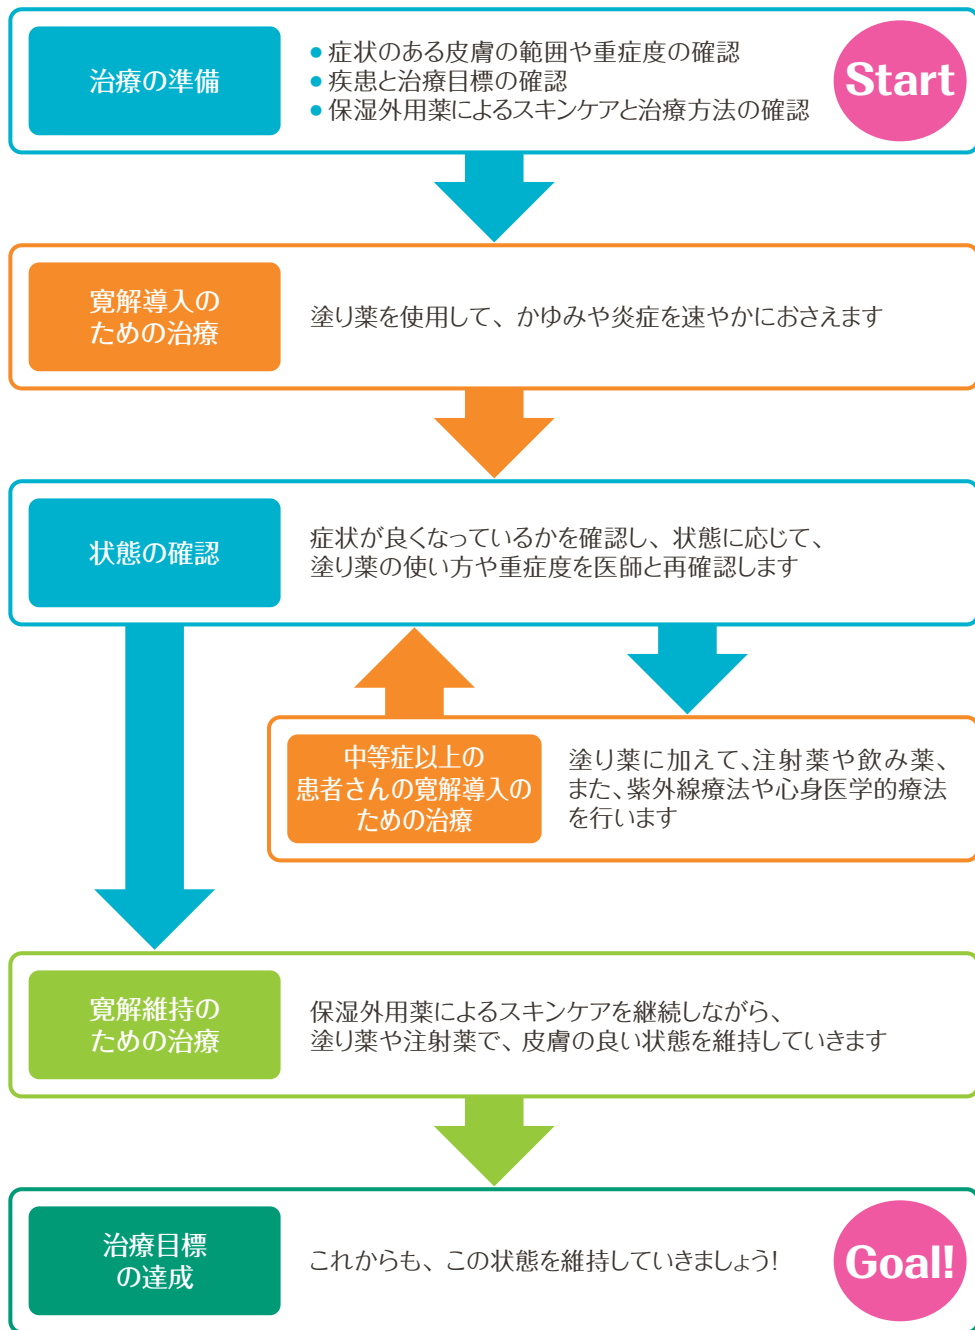 治療の準備
● 症状のある皮膚の範囲や重症度の確認
● 疾患と治療目標の確認
● 保湿外用薬によるスキンケアと治療方法の確認
Start
寛解導入の
ための治療
塗り薬を使用して、かゆみや炎症を速やかにおさえます
状態の確認
症状が良くなっているかを確認し、状態に応じて、
塗り薬の使い方や重症度を医師と再確認します
中等症以上の
患者さんの寛解導入の
ための治療
塗り薬に加えて、注射薬や飲み薬、
また、紫外線療法や心身医学的療法
を行います
寛解維持の
ための治療
保湿外用薬によるスキンケアを継続しながら、
塗り薬や注射薬で、皮膚の良い状態を維持していきます
治療目標
の達成
これからも、この状態を維持していきましょう!
Goal!